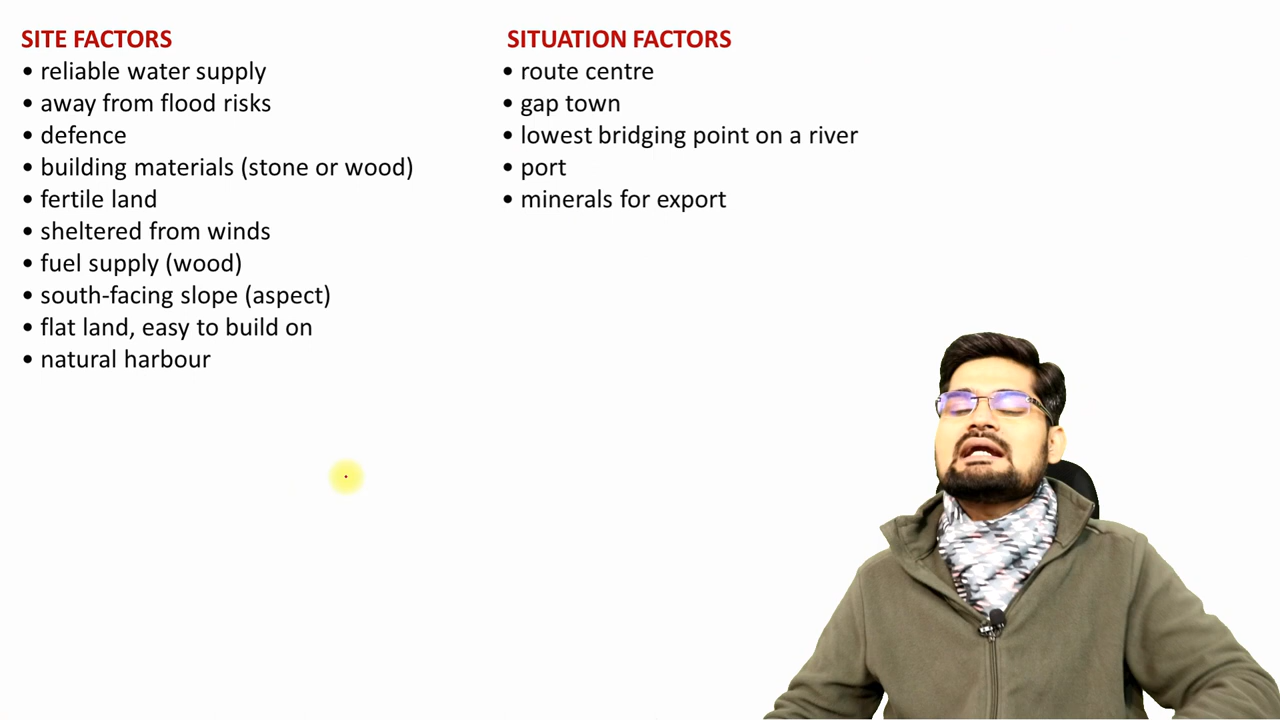 SITE FACTORS
• reliable water supply
• away from flood risks
• defence
• building materials (stone or wood)
• fertile land
• sheltered from winds
• fuel supply (wood)
• south-facing slope (aspect)
• flat land, easy to build on
• natural harbour
SITUATION FACTORS
• route centre
• gap town
• lowest bridging point on a river
• port
• minerals for export